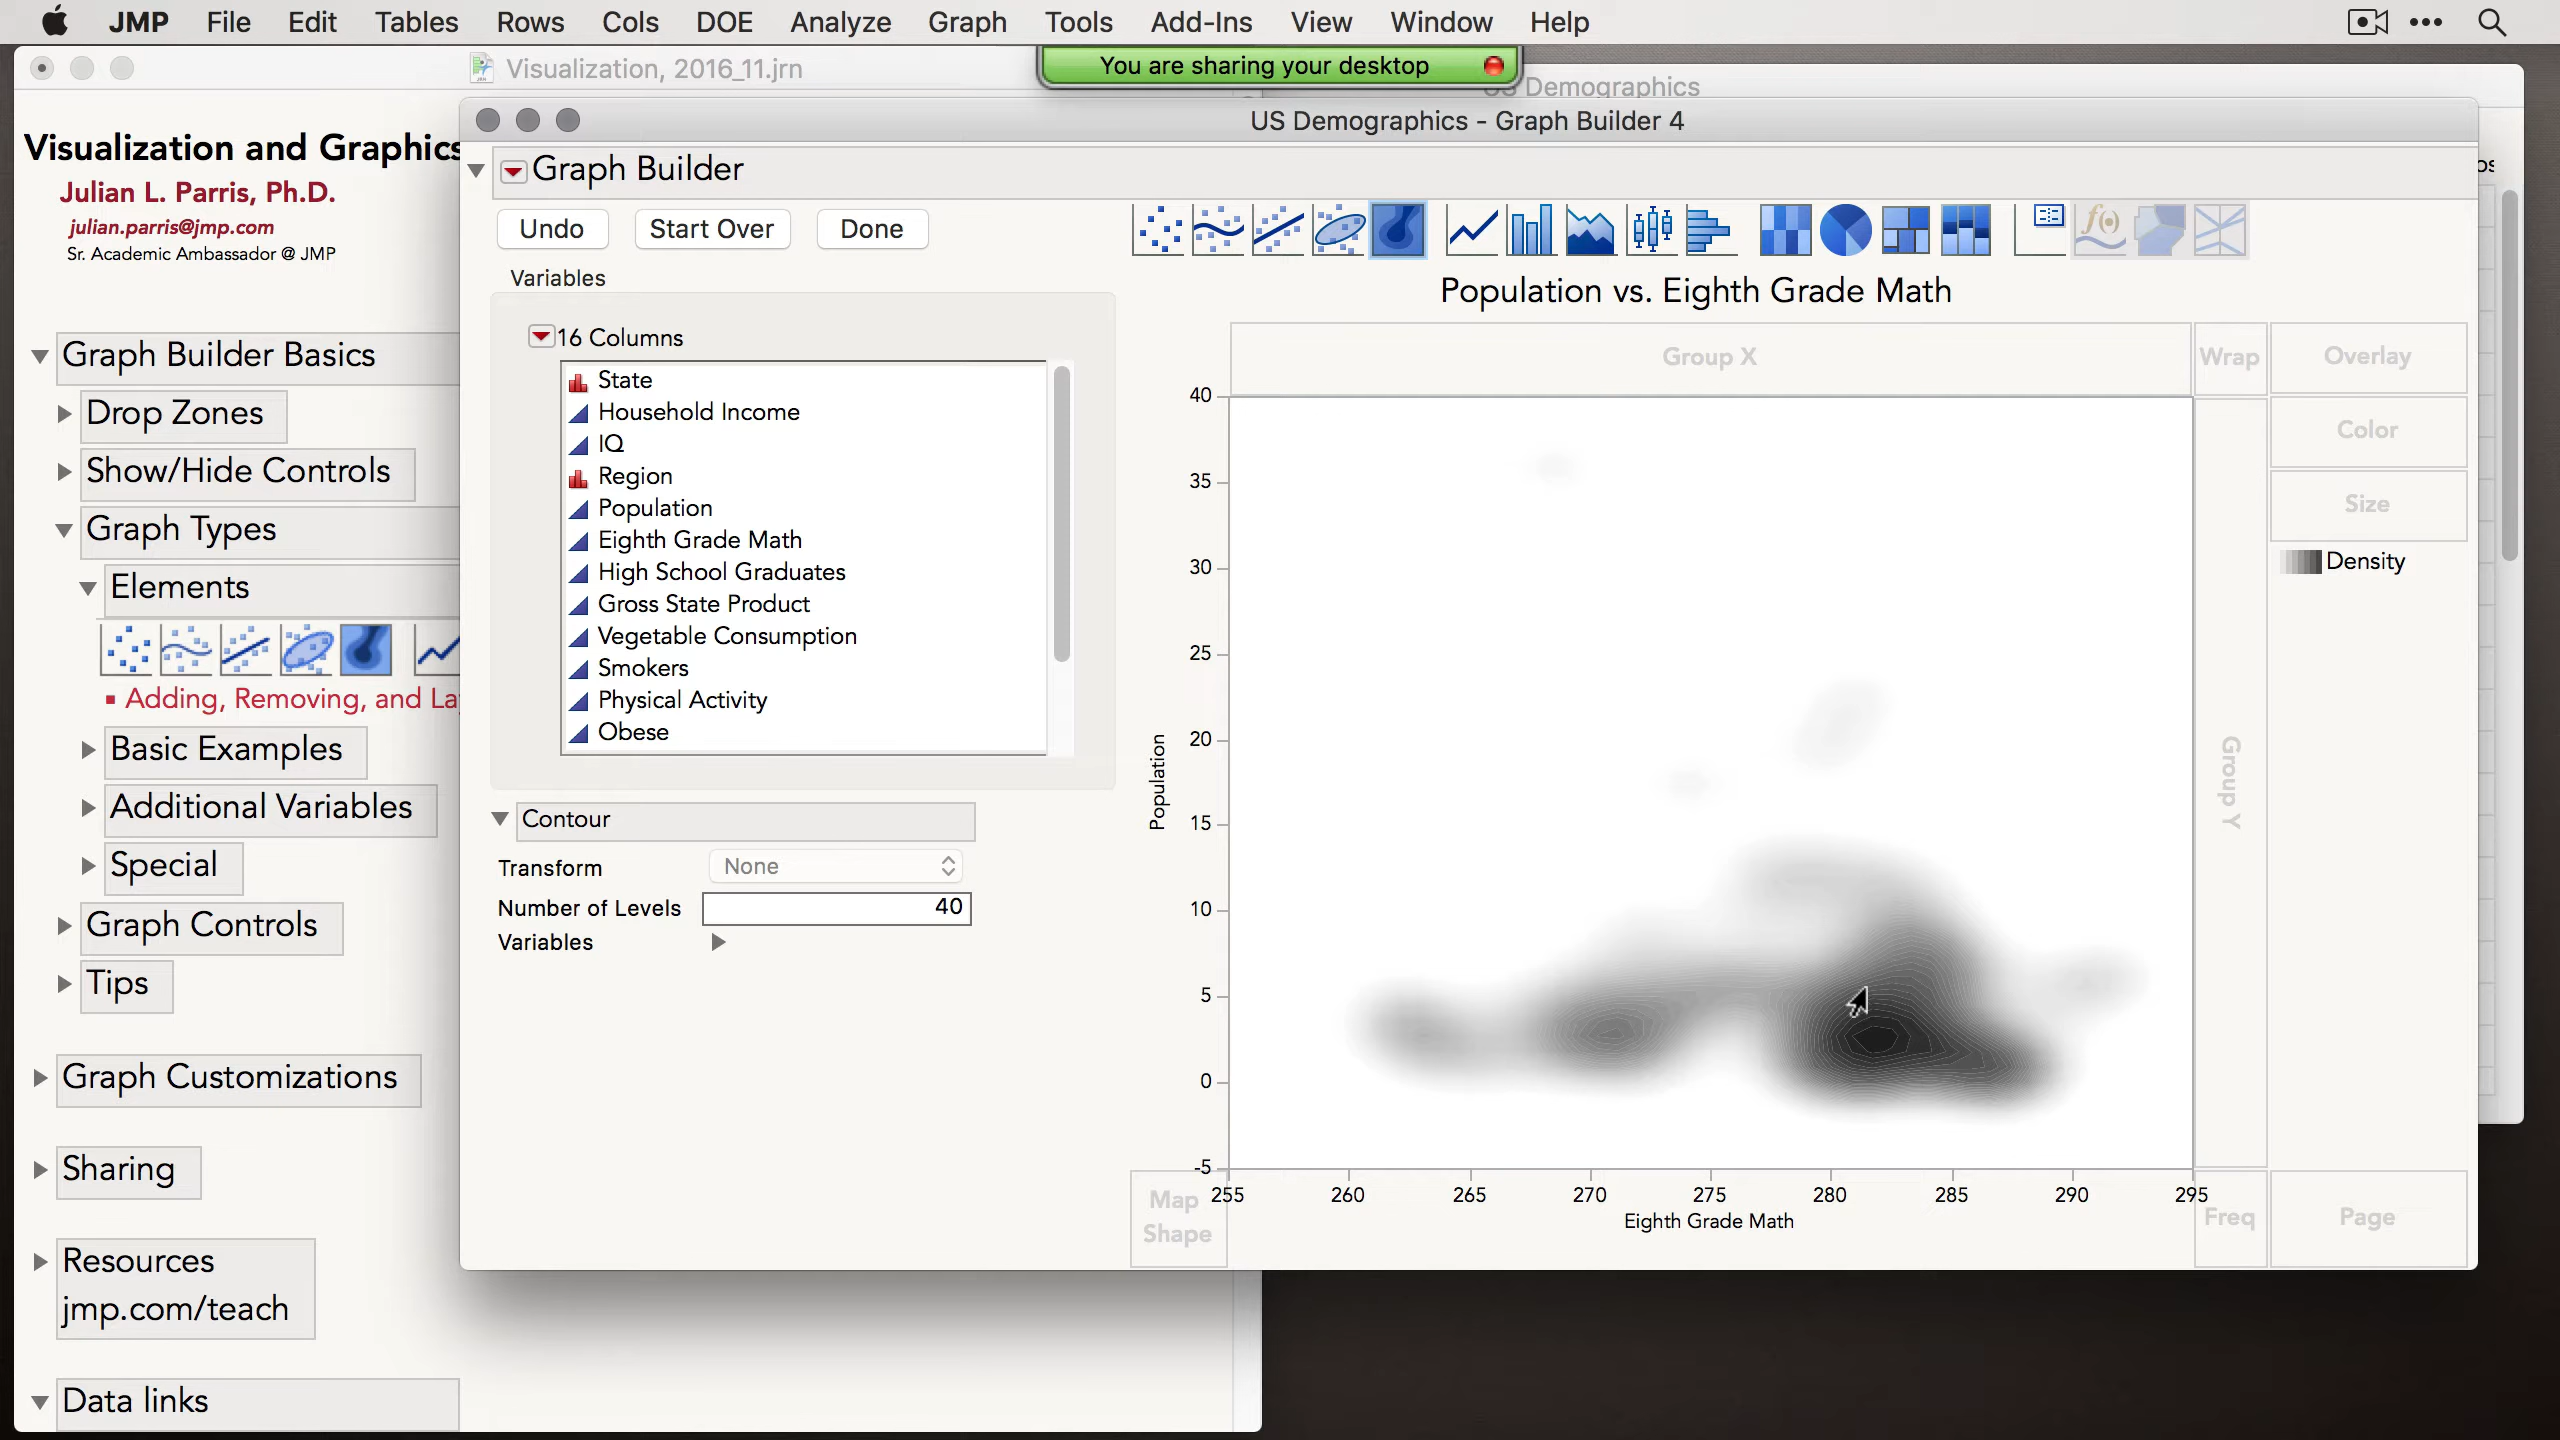 JMP File Edit Tables Rows Cols DOE Analyze Graph Tools Add-Ins View Window Help
Visualization, 2016_11.jrn
You are sharing your desktop
US Demographics
US Demographics - Graph Builder 4
Visualization and Graphics
Julian L. Parris, Ph.D.
julian.parris@jmp.com
Sr. Academic Ambassador @ JMP
Graph Builder Basics
Drop Zones
Show/Hide Controls
Graph Types
Elements
Adding, Removing, and La
Basic Examples
Additional Variables
Special
Graph Controls
Tips
Graph Customizations
Sharing
Resources
jmp.com/teach
Data links
Graph Builder
Undo Start Over Done
Variables
16 Columns
State
Household Income
IQ
Region
Population
Eighth Grade Math
High School Graduates
Gross State Product
Vegetable Consumption
Smokers
Physical Activity
Obese
Contour
Transform None
Number of Levels 40
Variables
Population vs. Eighth Grade Math
Group X
Wrap
Overlay
Color
Size
Density
Group Y
Population
40
35
30
25
20
15
10
5
0
-5
255 260 265 270 275 280 285 290 295
Eighth Grade Math
Map
Shape
Freq
Page